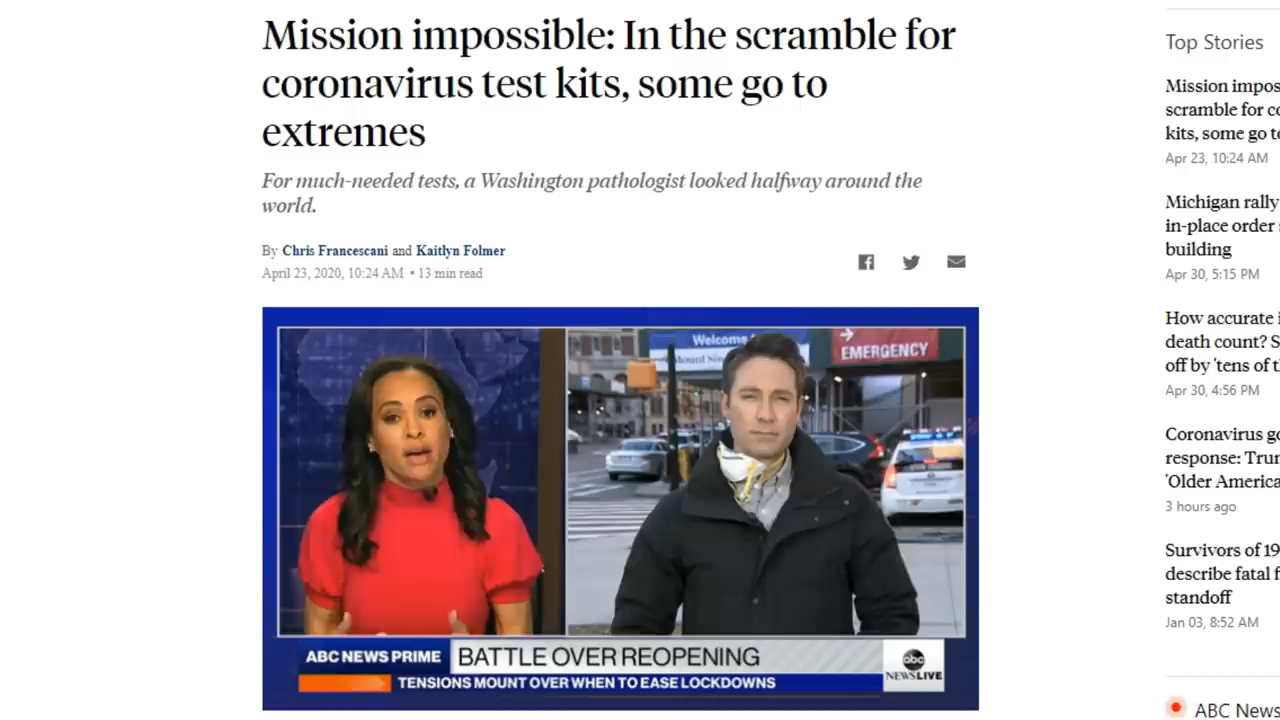 Mission impossible: In the scramble for
coronavirus test kits, some go to
extremes
For much-needed tests, a Washington pathologist looked halfway around the
world.
By Chris Francescani and Kaitlyn Folmer
April 23, 2020, 10:24 AM • 13 min read
Welcome
Mount Sin
EMERGENCY
ABC NEWS PRIME
BATTLE OVER REOPENING
TENSIONS MOUNT OVER WHEN TO EASE LOCKDOWNS
abc
NEWS LIVE
Top Stories
Mission impos
scramble for co
kits, some go t
Apr 23, 10:24 AM
Michigan rally
in-place order
building
Apr 30, 5:15 PM
How accurate i
death count? S
off by 'tens of t
Apr 30, 4:56 PM
Coronavirus go
response: Tru
'Older America
3 hours ago
Survivors of 19
describe fatal f
standoff
Jan 03, 8:52 AM
ABC News